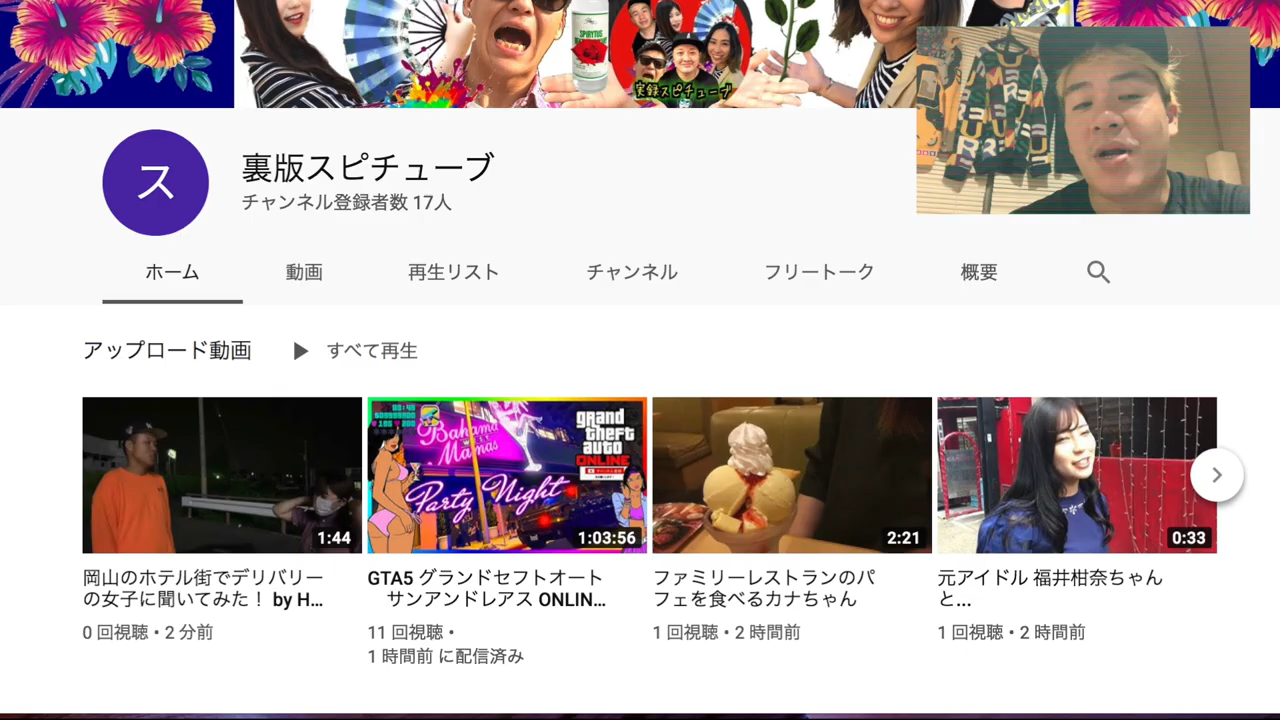 SPIRYTUS
実録スピチューブ
ス
裏版スピチューブ
チャンネル登録者数 17人
ホーム
動画
再生リスト
チャンネル
フリートーク
概要
アップロード動画
すべて再生
Bahama
Mamas
Party Night
grand
theft
auto
ONLINE
1:44
1:03:56
2:21
0:33
岡山のホテル街でデリバリー
の女子に聞いてみた！ by H...
0 回視聴・2 分前
GTA5 グランドセフトオート
サンアンドレアス ONLIN...
11 回視聴・
1 時間前 に配信済み
ファミリーレストランのパ
フェを食べるカナちゃん
1 回視聴・2 時間前
元アイドル 福井柑奈ちゃん
と...
1 回視聴・2 時間前